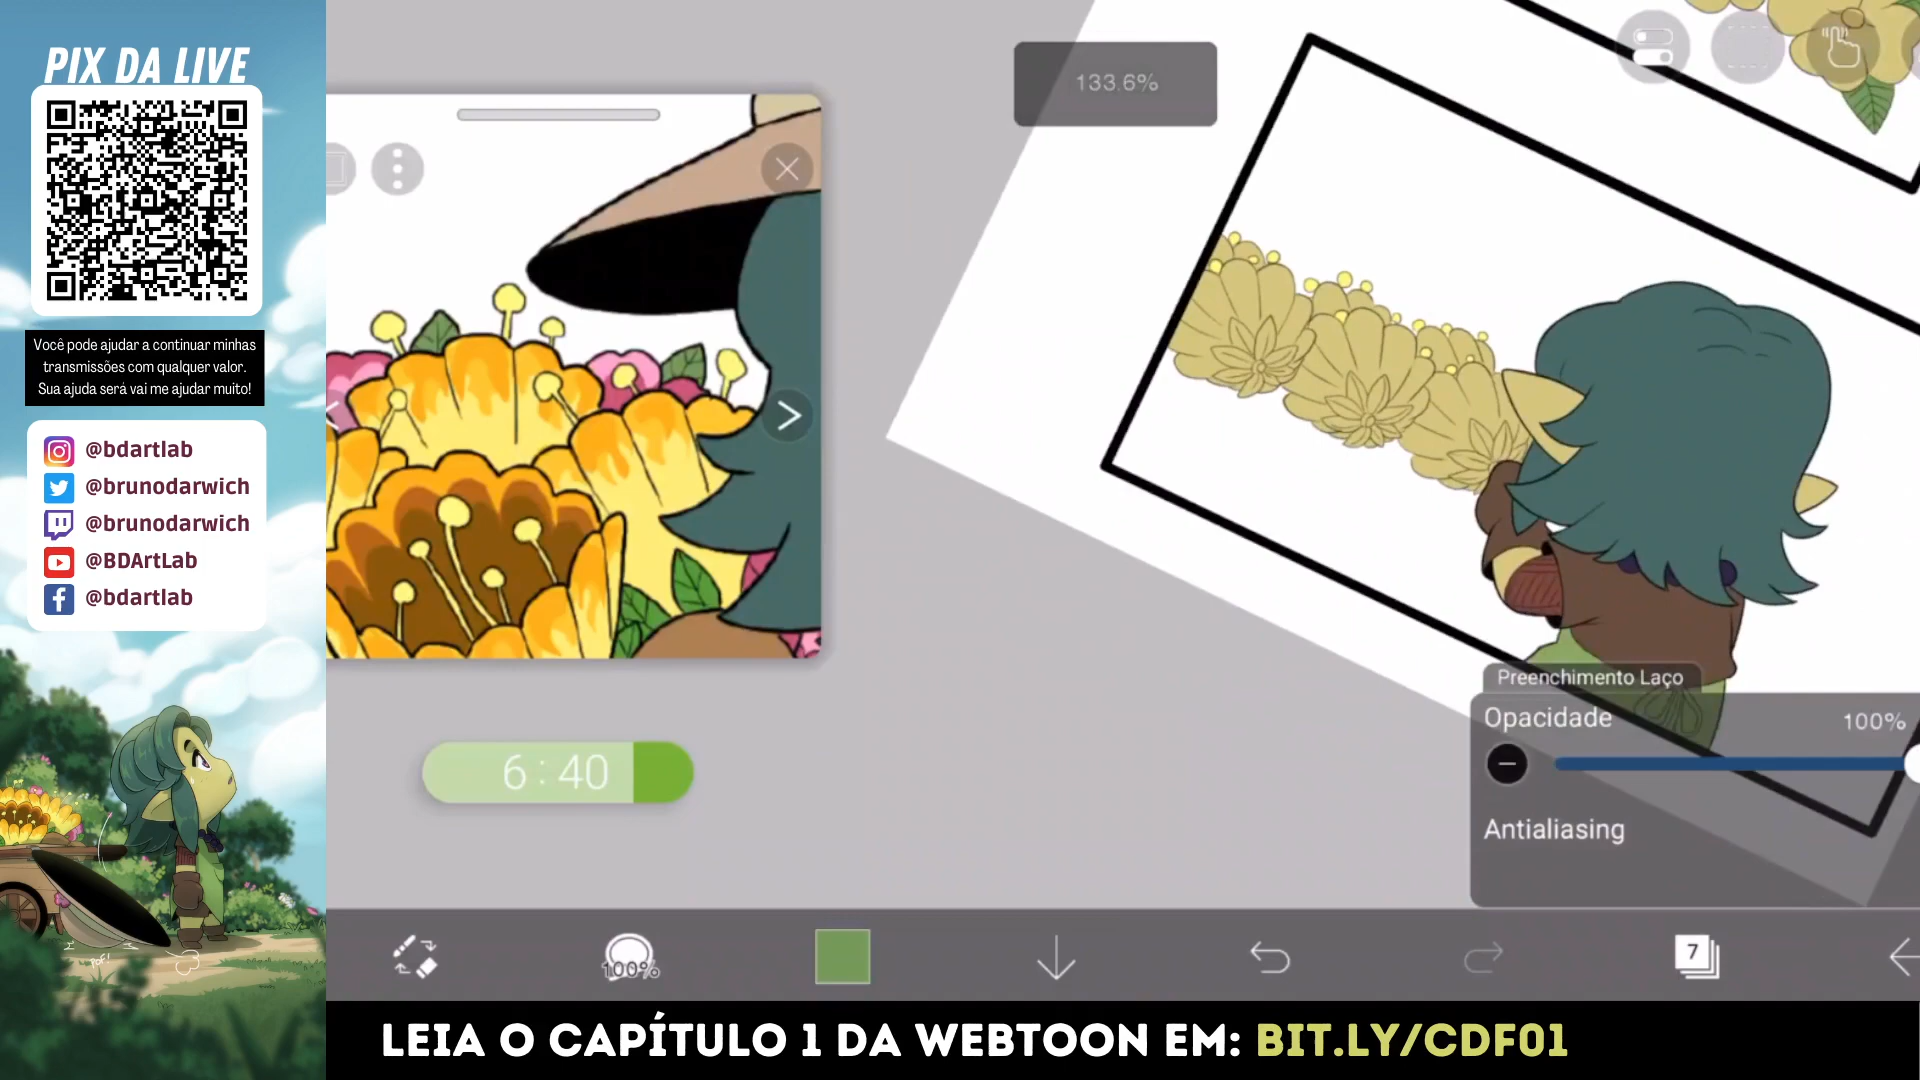 PIX DA LIVE
Você pode ajudar a continuar minhas
transmissões com qualquer valor.
Sua ajuda será vai me ajudar muito!
@bdartlab
@brunodarwich
@brunodarwich
@BDArtLab
@bdartlab
POF!
133.6%
6:40
Preenchimento Laço
Opacidade
100%
Antialiasing
100%
7
LEIA O CAPÍTULO 1 DA WEBTOON EM: BIT.LY/CDF01